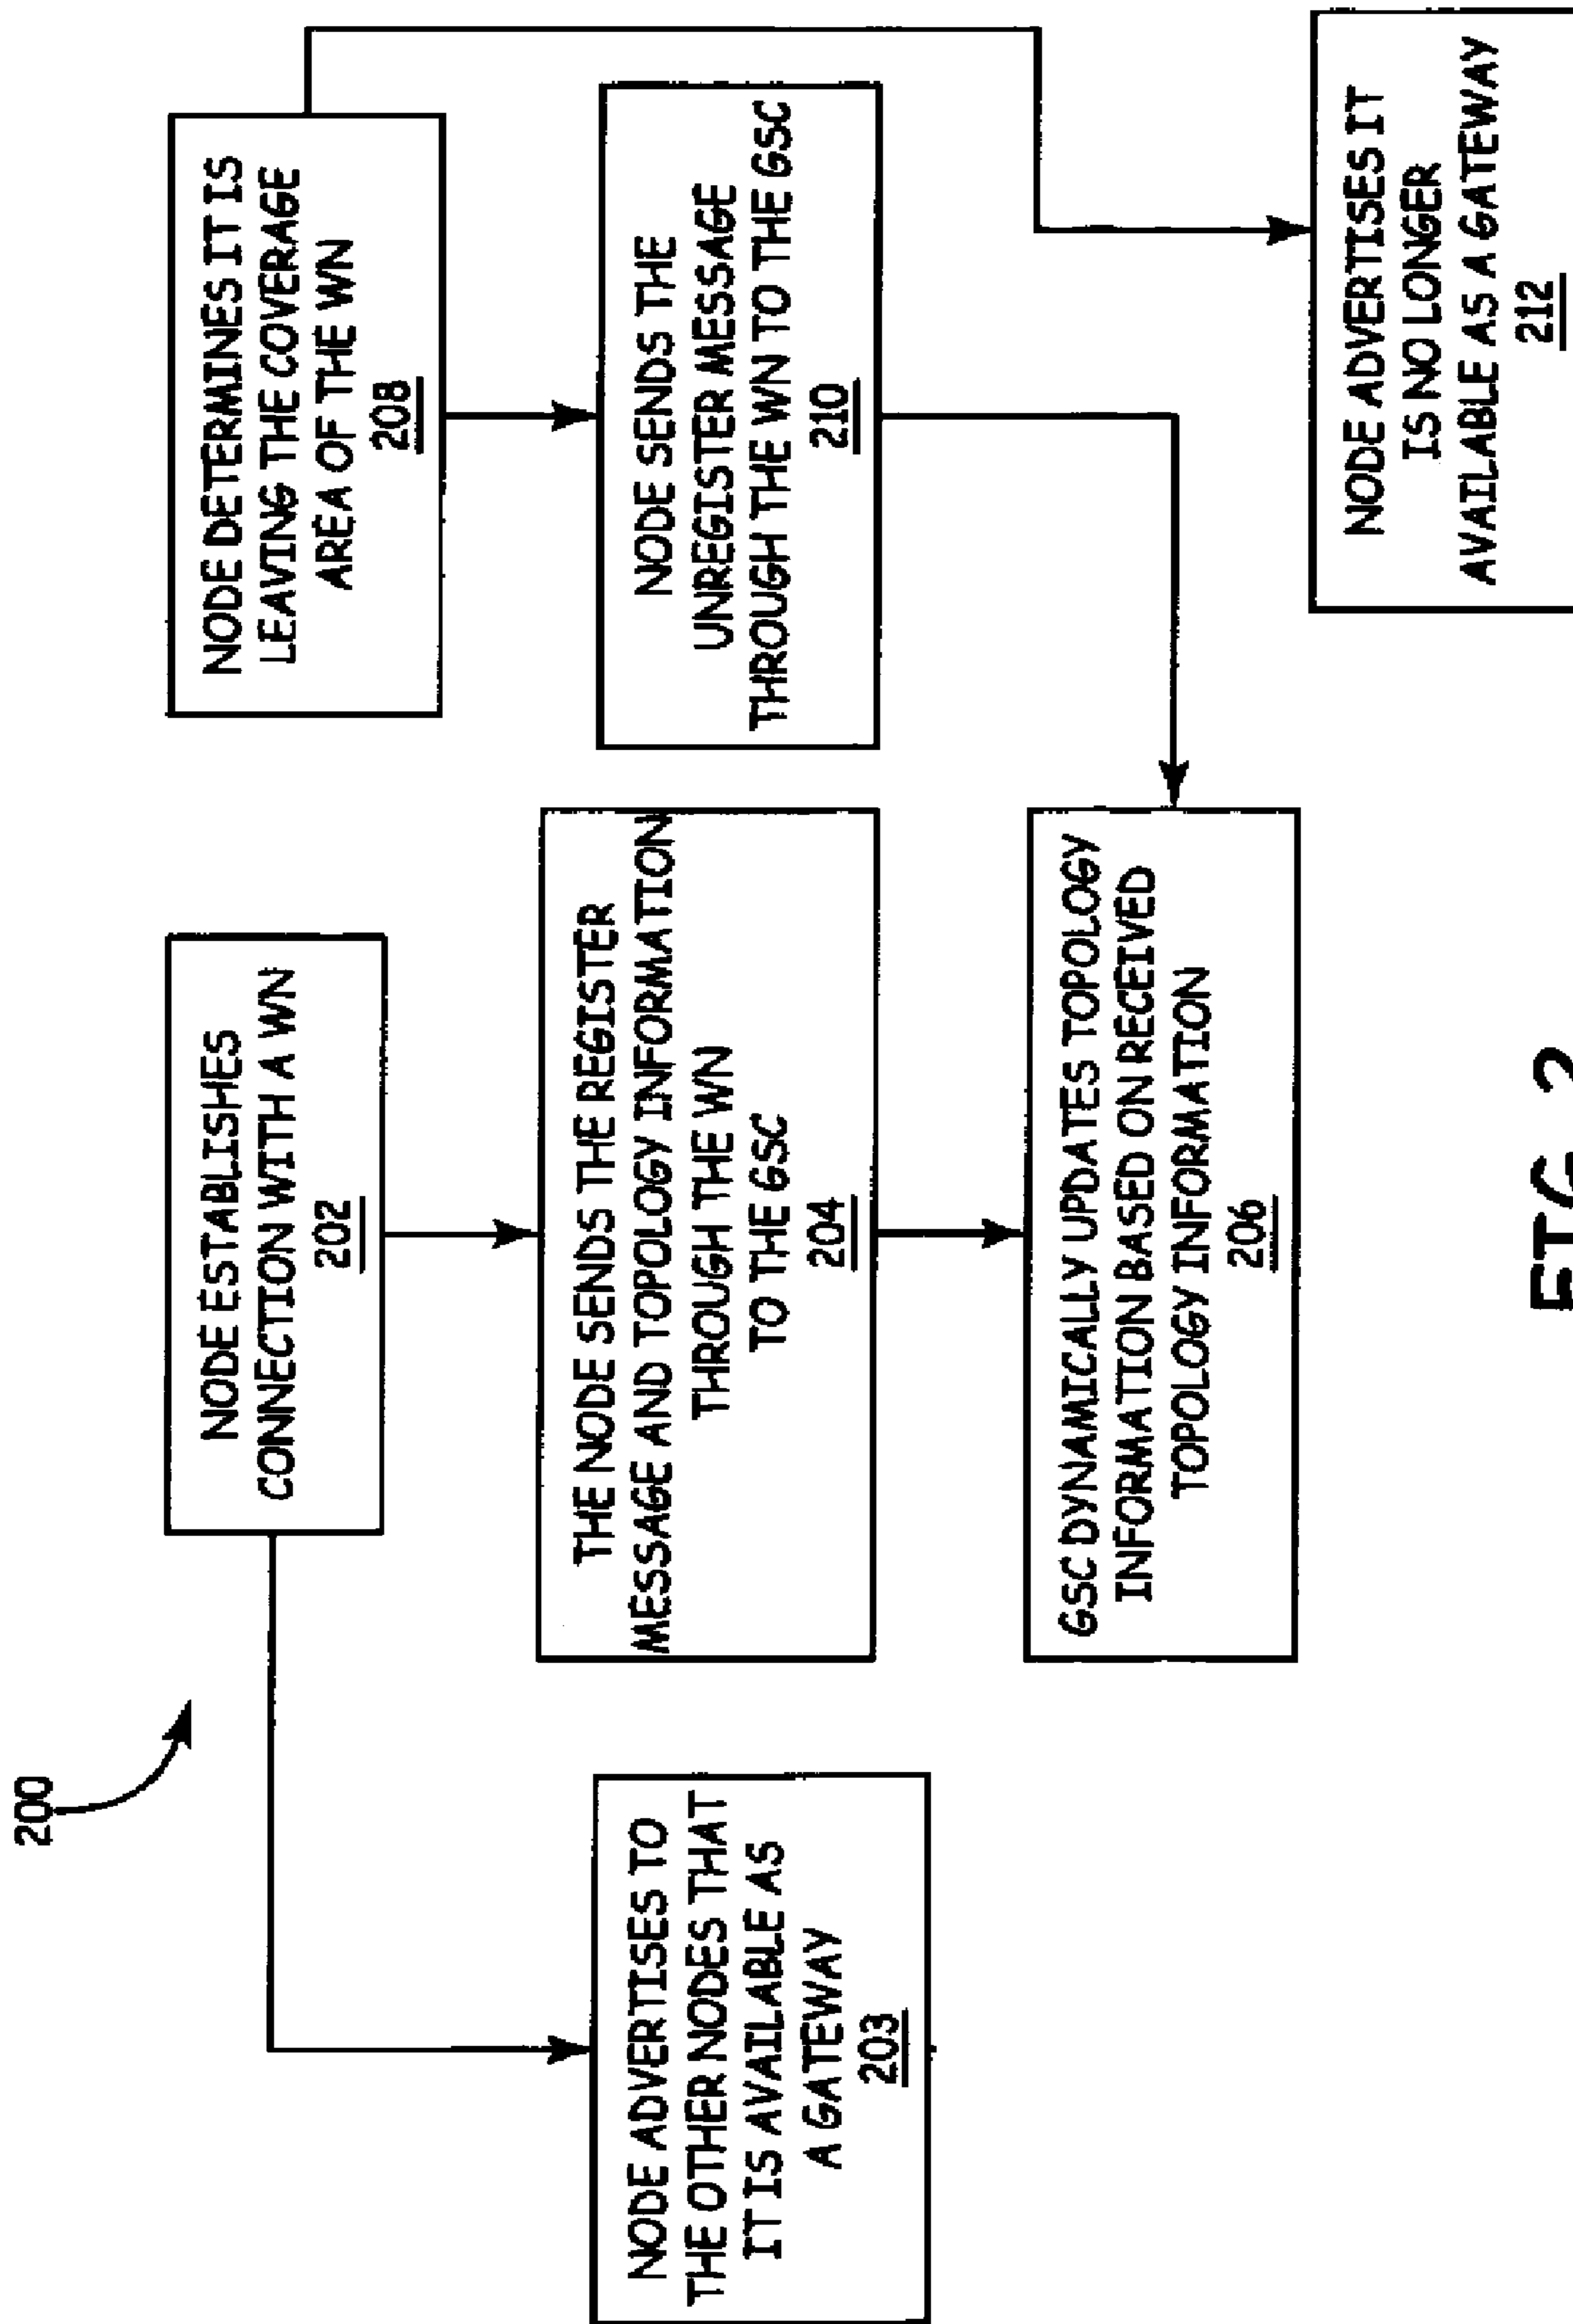 200
NODE ESTABLISHES
CONNECTION WITH A WN
202
NODE DETERMINES IT IS
LEAVING THE COVERAGE
AREA OF THE WN
208
NODE ADVERTISES TO
THE OTHER NODES THAT
IT IS AVAILABLE AS
A GATEWAY
203
THE NODE SENDS THE REGISTER
MESSAGE AND TOPOLOGY INFORMATION
THROUGH THE WN
TO THE GSC
204
NODE SENDS THE
UNREGISTER MESSAGE
THROUGH THE WN TO THE GSC
210
GSC DYNAMICALLY UPDATES TOPOLOGY
INFORMATION BASED ON RECEIVED
TOPOLOGY INFORMATION
206
NODE ADVERTISES IT
IS NO LONGER
AVAILABLE AS A GATEWAY
212
FIG 2